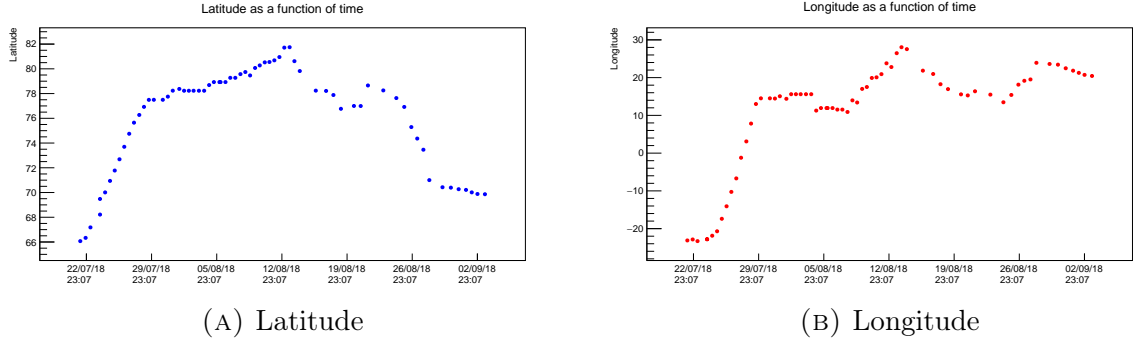 Latitude as a function of time
Latitude
82
80
78
76
74
72
70
68
66
22/07/18 29/07/18 05/08/18 12/08/18 19/08/18 26/08/18 02/09/18
23:07 23:07 23:07 23:07 23:07 23:07 23:07
(A) Latitude
Longitude as a function of time
Longitude
30
20
10
0
−10
−20
22/07/18 29/07/18 05/08/18 12/08/18 19/08/18 26/08/18 02/09/18
23:07 23:07 23:07 23:07 23:07 23:07 23:07
(B) Longitude